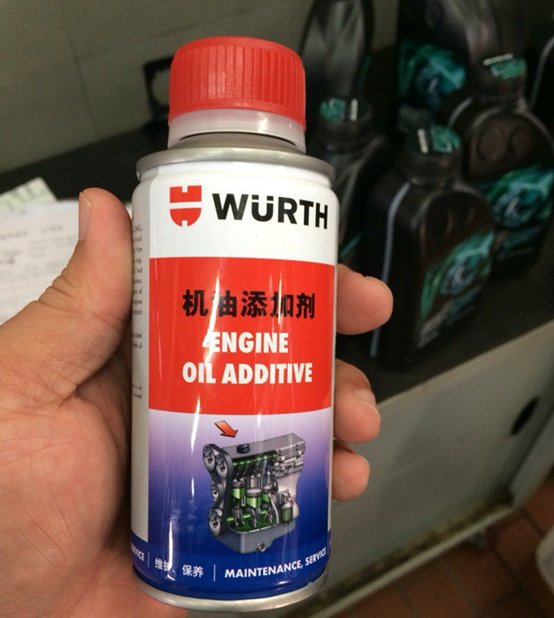 WÜRTH
机油添加剂
ENGINE
OIL ADDITIVE
维护、保养 | MAINTENANCE, SERVICE